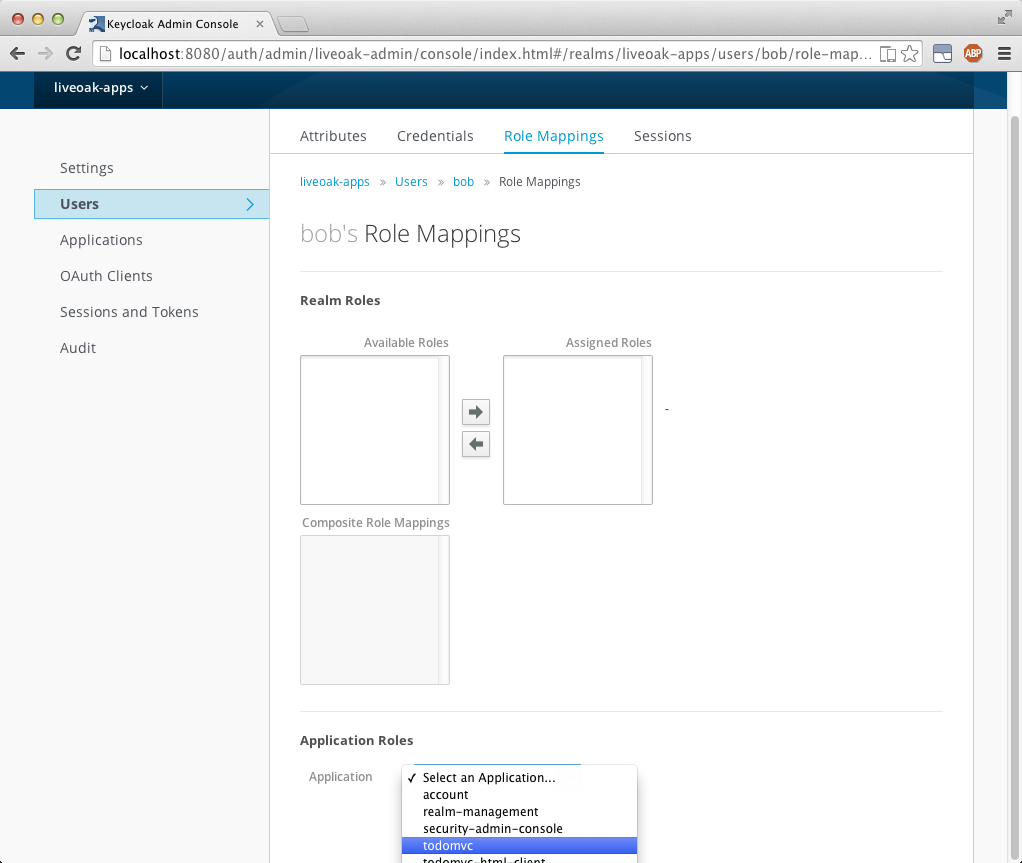 Keycloak Admin Console
localhost:8080/auth/admin/liveoak-admin/console/index.html#/realms/liveoak-apps/users/bob/role-map...
ABP
liveoak-apps
Attributes Credentials Role Mappings Sessions
Settings
Users
Applications
OAuth Clients
Sessions and Tokens
Audit
liveoak-apps » Users » bob » Role Mappings
bob's Role Mappings
Realm Roles
Available Roles Assigned Roles
-
Composite Role Mappings
Application Roles
Application
✓ Select an Application...
account
realm-management
security-admin-console
todomvc
todomvc-html-client